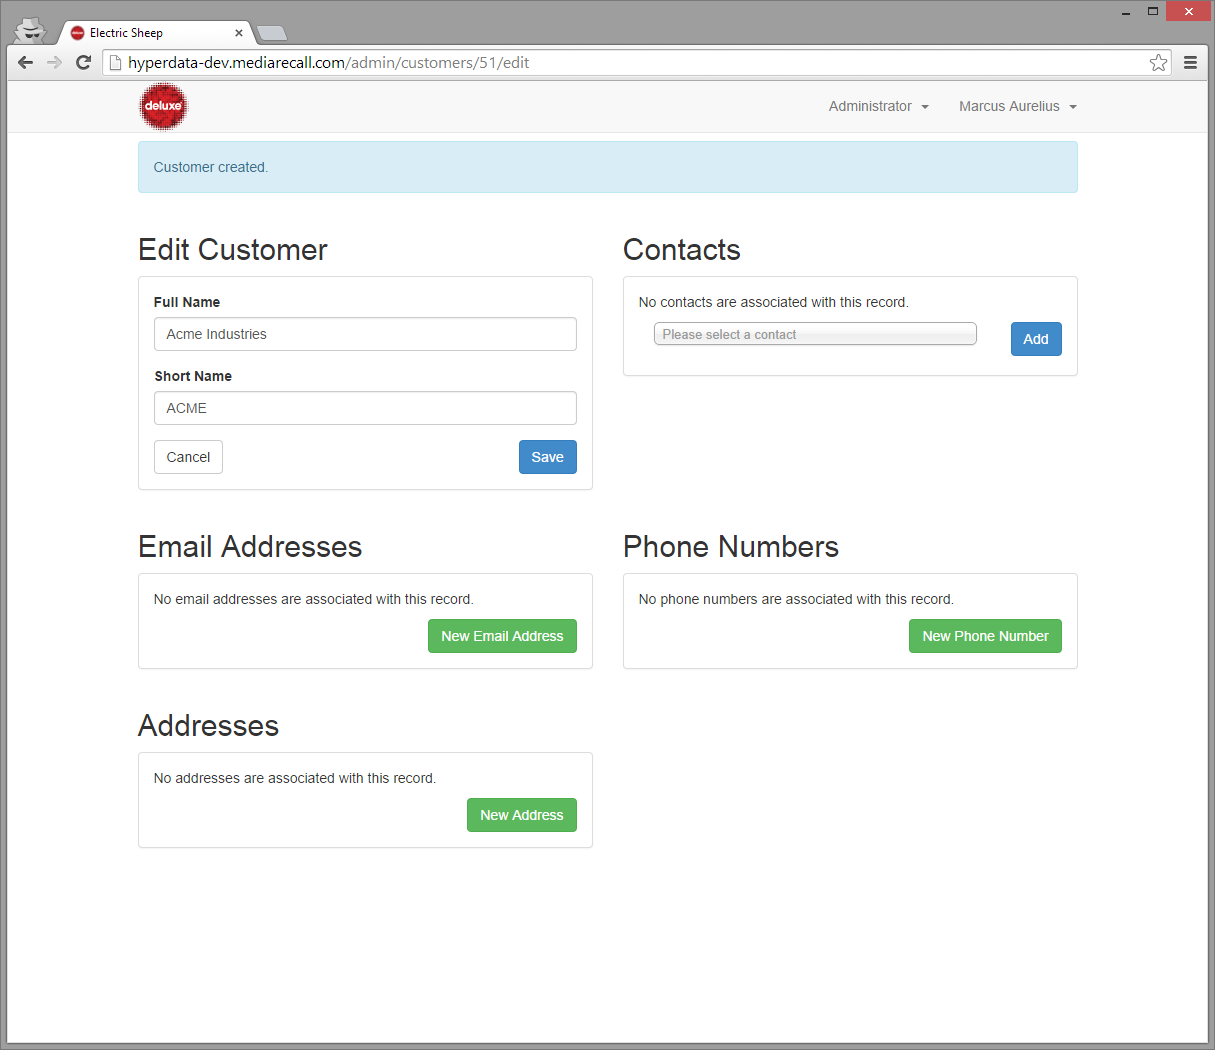 Electric Sheep
hyperdata-dev.mediarecall.com/admin/customers/51/edit
deluxe
Administrator
Marcus Aurelius
Customer created.
Edit Customer
Full Name
Acme Industries
Short Name
ACME
Cancel
Save
Contacts
No contacts are associated with this record.
Please select a contact
Add
Email Addresses
No email addresses are associated with this record.
New Email Address
Phone Numbers
No phone numbers are associated with this record.
New Phone Number
Addresses
No addresses are associated with this record.
New Address